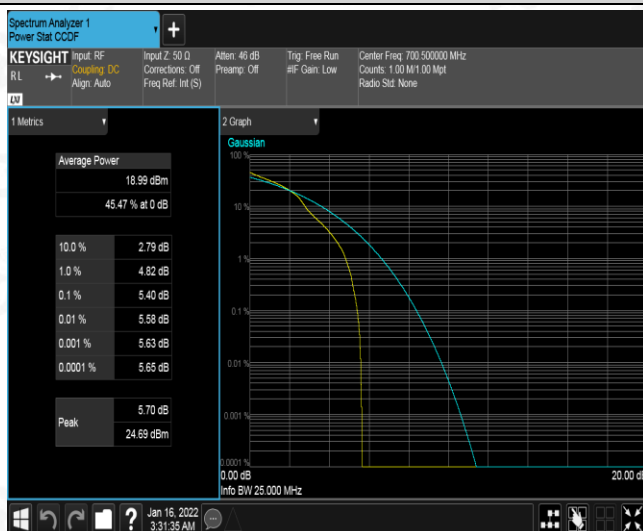 Spectrum Analyzer 1
Power Stat CCDF
+
KEYSIGHT
RL
LXI
Input: RF
Coupling: DC
Align: Auto
Input Z: 50 Ω
Corrections: Off
Freq Ref: Int (S)
Atten: 46 dB
Preamp: Off
Trig: Free Run
#IF Gain: Low
Center Freq: 700.500000 MHz
Counts: 1.00 M/1.00 Mpt
Radio Std: None
1 Metrics
Average Power
18.99 dBm
45.47 % at 0 dB
10.0 % 2.79 dB
1.0 % 4.82 dB
0.1 % 5.40 dB
0.01 % 5.58 dB
0.001 % 5.63 dB
0.0001 % 5.65 dB
Peak
5.70 dB
24.69 dBm
2 Graph
Gaussian
100 %
10 %
1 %
0.1 %
0.01 %
0.001 %
0.0001 %
0.00 dB
20.00 dB
Info BW 25.000 MHz
?
Jan 16, 2022
3:31:35 AM